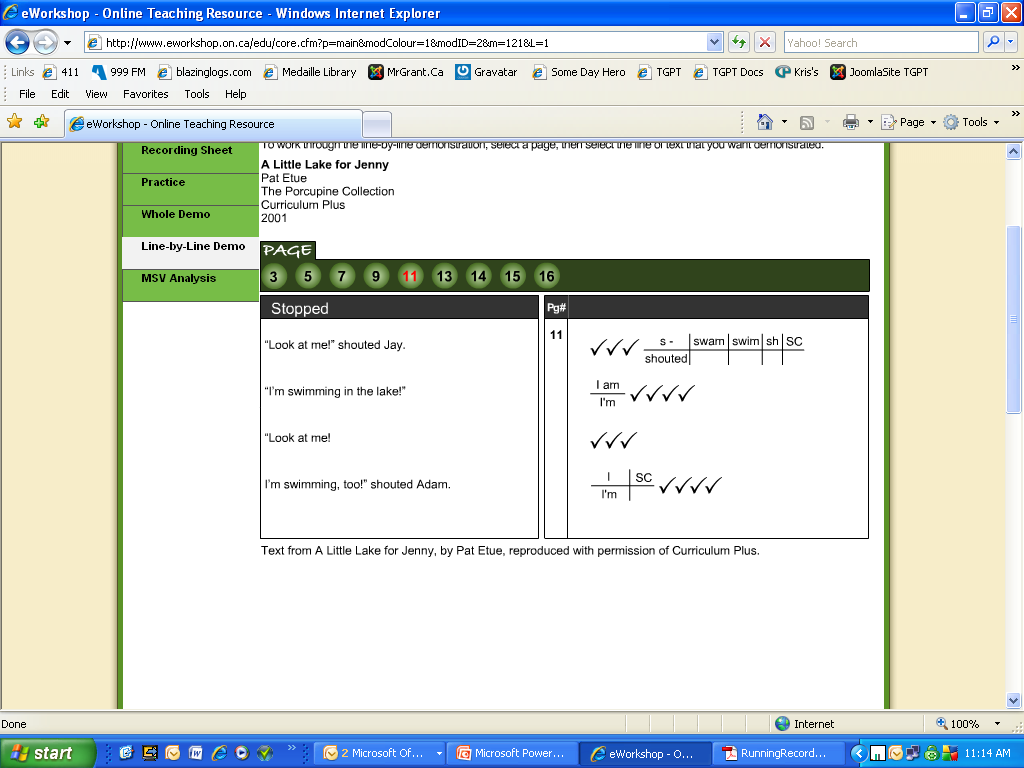 eWorkshop - Online Teaching Resource - Windows Internet Explorer
http://www.eworkshop.on.ca/edu/core.cfm?p=main&modColour=1&modID=2&m=121&L=1
Yahoo! Search
Links 411 999 FM blazinglogs.com Medaille Library MrGrant.Ca Gravatar Some Day Hero TGPT TGPT Docs Kris's JoomlaSite TGPT »
File Edit View Favorites Tools Help
eWorkshop - Online Teaching Resource Page Tools »
Recording Sheet
Practice
Whole Demo
Line-by-Line Demo
MSV Analysis
To work through the line-by-line demonstration, select a page, then select the line of text that you want demonstrated.
A Little Lake for Jenny
Pat Etue
The Porcupine Collection
Curriculum Plus
2001
PAGE
3 5 7 9 11 13 14 15 16
Stopped Pg#
11
"Look at me!" shouted Jay. ✓✓✓ s - swam swim sh SC
shouted
"I'm swimming in the lake!" I am ✓✓✓✓
I'm
"Look at me! ✓✓✓
I'm swimming, too!" shouted Adam. I SC ✓✓✓✓
I'm
Text from A Little Lake for Jenny, by Pat Etue, reproduced with permission of Curriculum Plus.
Done Internet 100%
start » 2 Microsoft Of... Microsoft Power... eWorkshop - O... RunningRecord... 11:14 AM